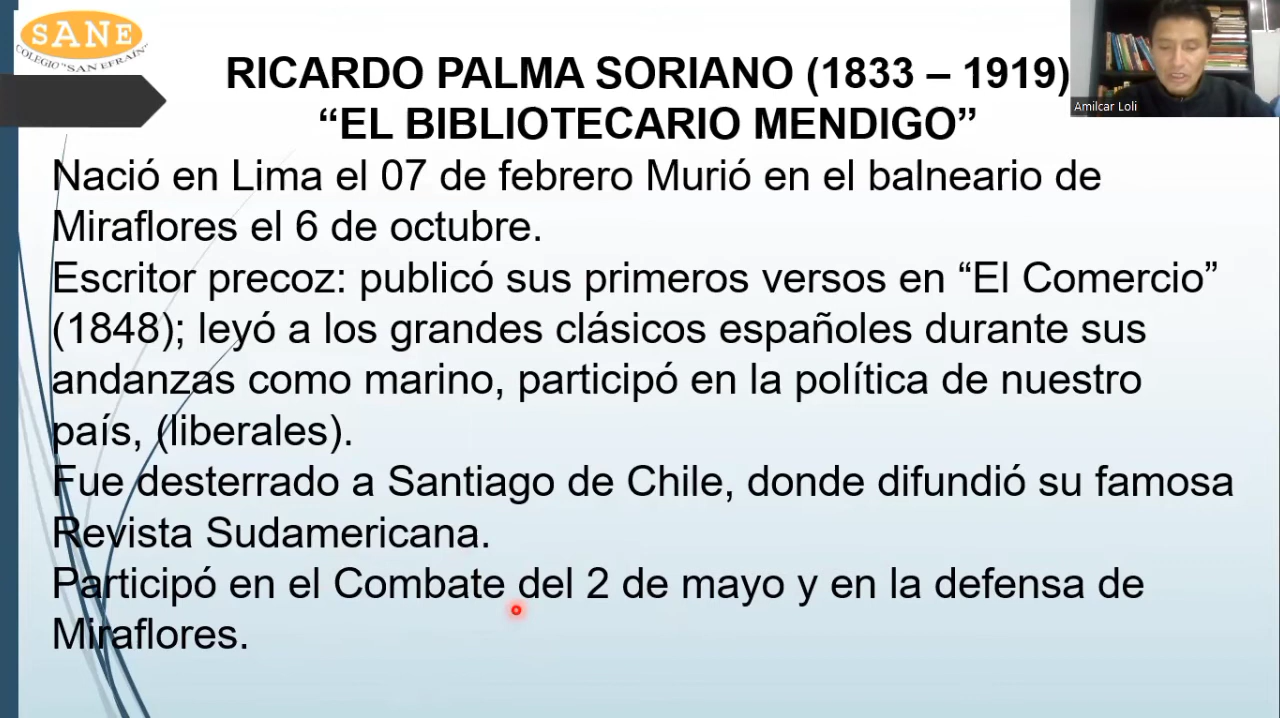 SANE
COLEGIO "SAN EFRAIN"
RICARDO PALMA SORIANO (1833 – 1919)
“EL BIBLIOTECARIO MENDIGO”
Nació en Lima el 07 de febrero Murió en el balneario de
Miraflores el 6 de octubre.
Escritor precoz: publicó sus primeros versos en “El Comercio”
(1848); leyó a los grandes clásicos españoles durante sus
andanzas como marino, participó en la política de nuestro
país, (liberales).
Fue desterrado a Santiago de Chile, donde difundió su famosa
Revista Sudamericana.
Participó en el Combate del 2 de mayo y en la defensa de
Miraflores.
Amilcar Loli